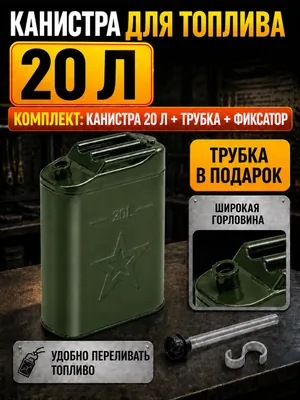 КАНИСТРА ДЛЯ ТОПЛИВА
20 Л
КОМПЛЕКТ: КАНИСТРА 20 Л + ТРУБКА + ФИКСАТОР
ТРУБКА
В ПОДАРОК
ШИРОКАЯ
ГОРЛОВИНА
20L
УДОБНО ПЕРЕЛИВАТЬ
ТОПЛИВО